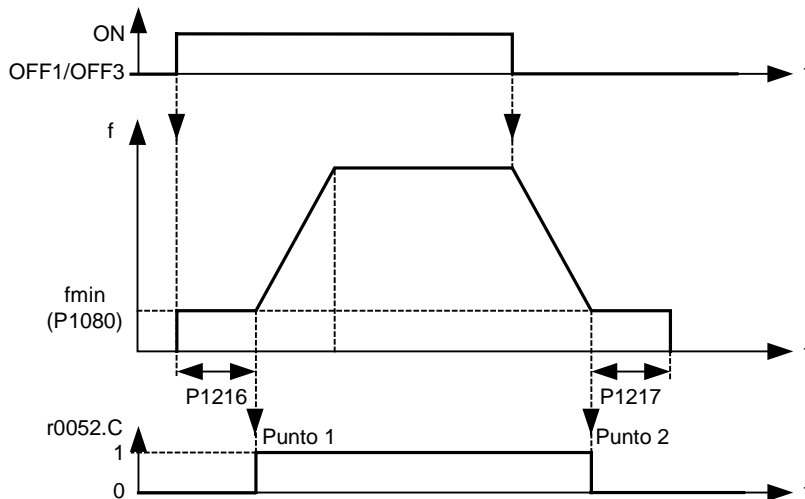 ON
OFF1/OFF3
f
fmin
(P1080)
P1216
P1217
r0052.C
1
Punto 1
Punto 2
0